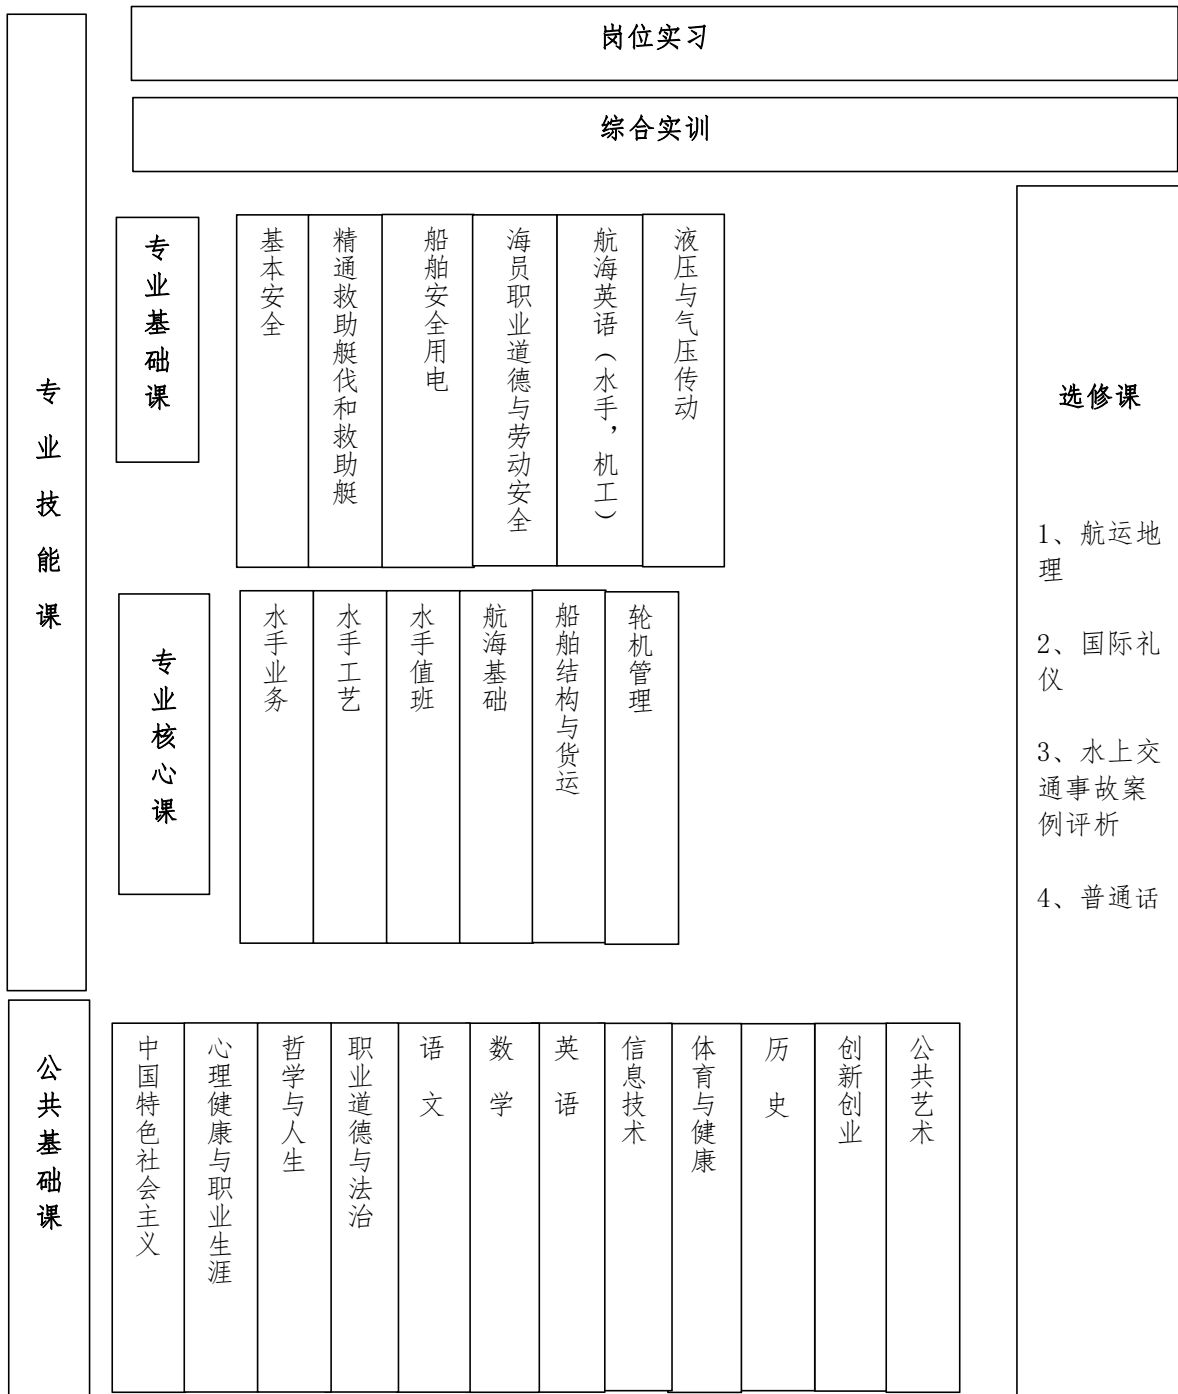 岗位实习
综合实训
专业技能课
专业基础课
基本安全
精通救助艇伐和救助艇
船舶安全用电
海员职业道德与劳动安全
航海英语（水手，机工）
液压与气压传动
专业核心课
水手业务
水手工艺
水手值班
航海基础
船舶结构与货运
轮机管理
选修课
1、航运地
理
2、国际礼
仪
3、水上交
通事故案
例评析
4、普通话
公共基础课
中国特色社会主义
心理健康与职业生涯
哲学与人生
职业道德与法治
语文
数学
英语
信息技术
体育与健康
历史
创新创业
公共艺术